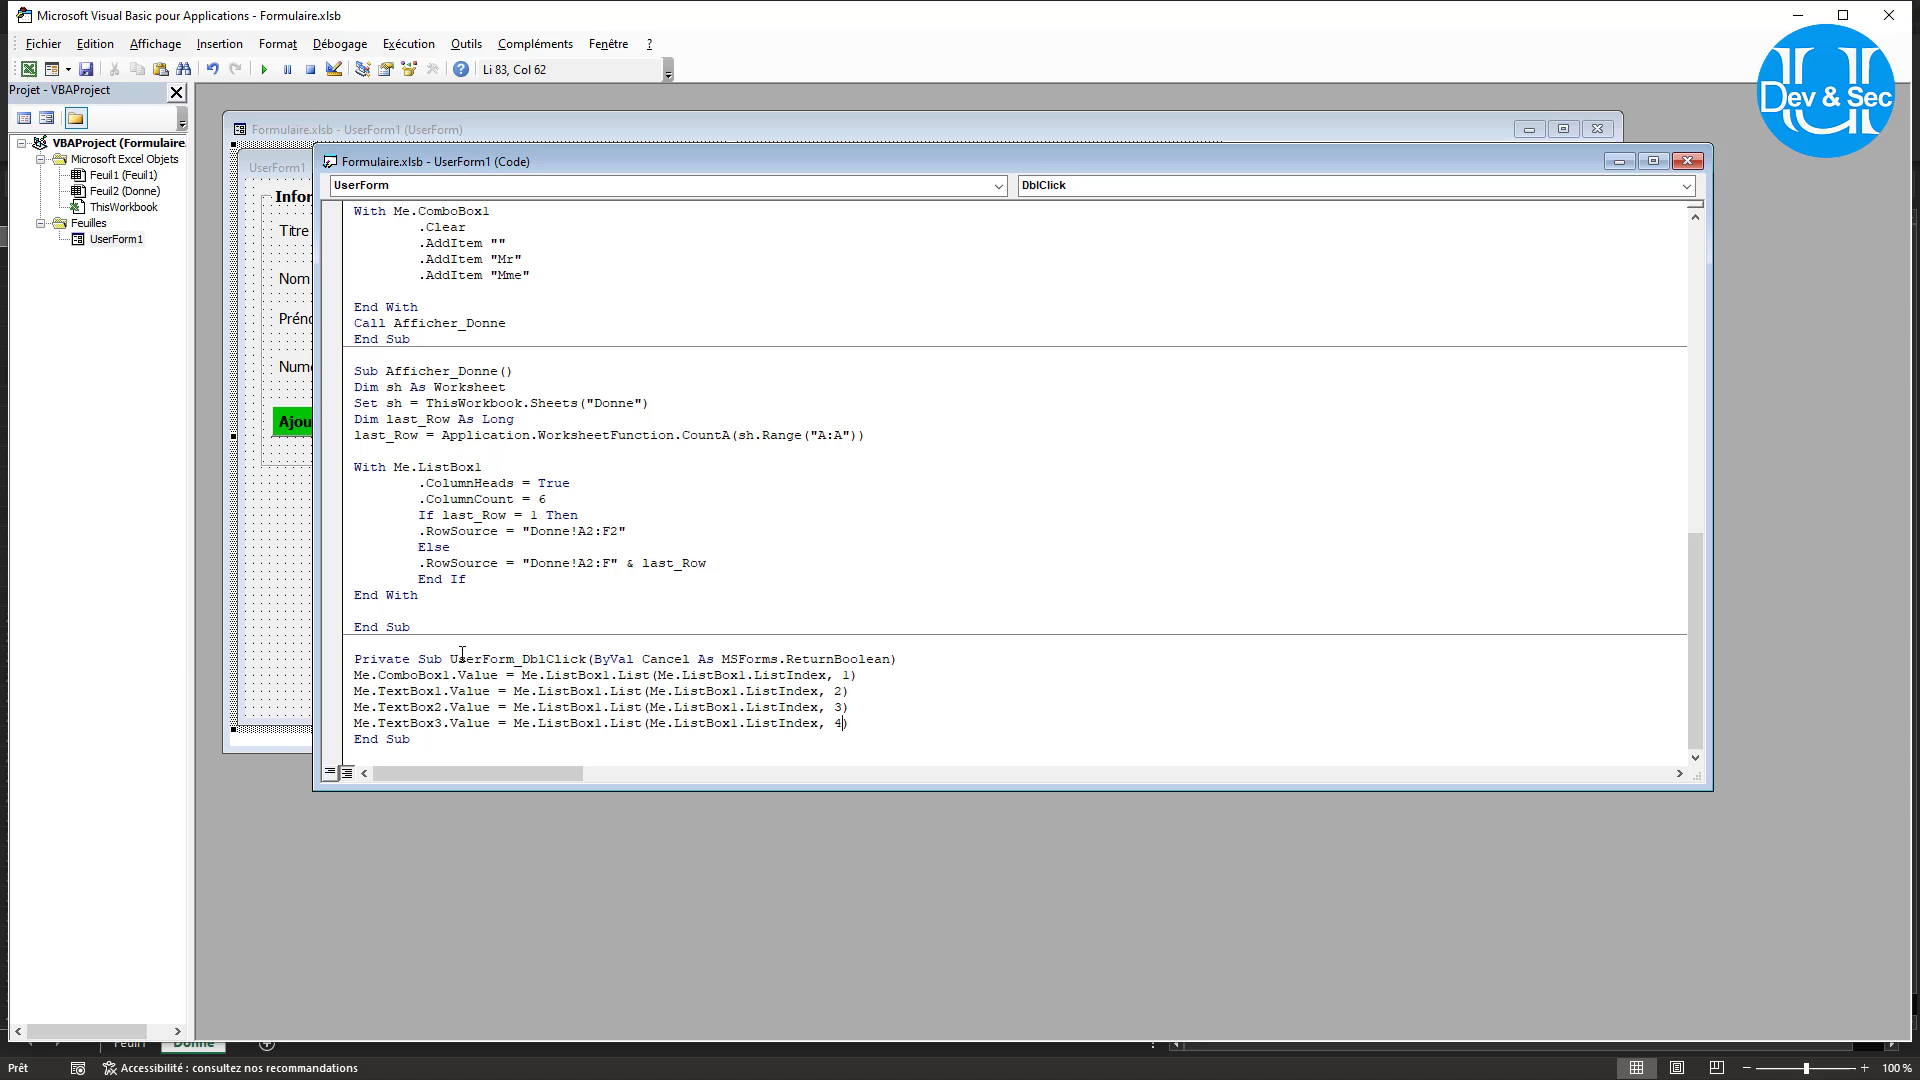 Microsoft Visual Basic pour Applications - Formulaire.xlsb
Fichier Edition Affichage Insertion Format Débogage Exécution Outils Compléments Fenêtre ?
Li 83, Col 62
Dev & Sec
Projet - VBAProject
VBAProject (Formulaire.
Microsoft Excel Objets
Feuil1 (Feuil1)
Feuil2 (Donne)
ThisWorkbook
Feuilles
UserForm1
Formulaire.xlsb - UserForm1 (UserForm)
UserForm1
Infor
Titre
Nom
Préno
Nume
Ajou
Formulaire.xlsb - UserForm1 (Code)
UserForm DblClick
With Me.ComboBox1
.Clear
.AddItem ""
.AddItem "Mr"
.AddItem "Mme"
End With
Call Afficher_Donne
End Sub
Sub Afficher_Donne()
Dim sh As Worksheet
Set sh = ThisWorkbook.Sheets("Donne")
Dim last_Row As Long
last_Row = Application.WorksheetFunction.CountA(sh.Range("A:A"))
With Me.ListBox1
.ColumnHeads = True
.ColumnCount = 6
If last_Row = 1 Then
.RowSource = "Donne!A2:F2"
Else
.RowSource = "Donne!A2:F" & last_Row
End If
End With
End Sub
Private Sub UserForm_DblClick(ByVal Cancel As MSForms.ReturnBoolean)
Me.ComboBox1.Value = Me.ListBox1.List(Me.ListBox1.ListIndex, 1)
Me.TextBox1.Value = Me.ListBox1.List(Me.ListBox1.ListIndex, 2)
Me.TextBox2.Value = Me.ListBox1.List(Me.ListBox1.ListIndex, 3)
Me.TextBox3.Value = Me.ListBox1.List(Me.ListBox1.ListIndex, 4)
End Sub
Feuil1 Donne
Prêt Accessibilité : consultez nos recommandations 100 %